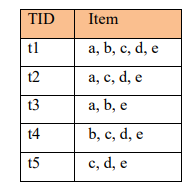 TID Item
t1 a, b, c, d, e
t2 a, c, d, e
t3 a, b, e
t4 b, c, d, e
t5 c, d, e